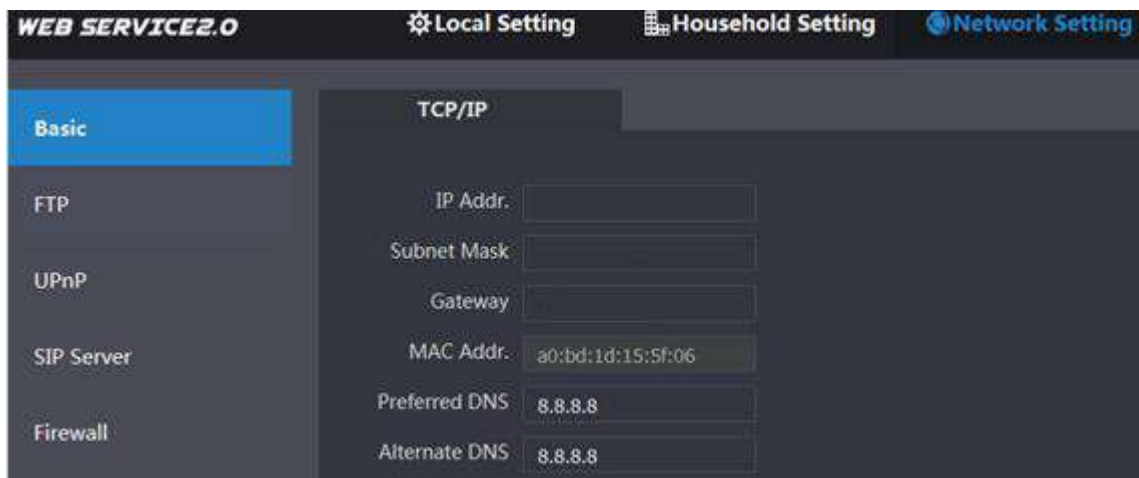 WEB SERVICE2.0 Local Setting Household Setting Network Setting
Basic
FTP
UPnP
SIP Server
Firewall
TCP/IP
IP Addr.
Subnet Mask
Gateway
MAC Addr. a0:bd:1d:15:5f:06
Preferred DNS 8.8.8.8
Alternate DNS 8.8.8.8